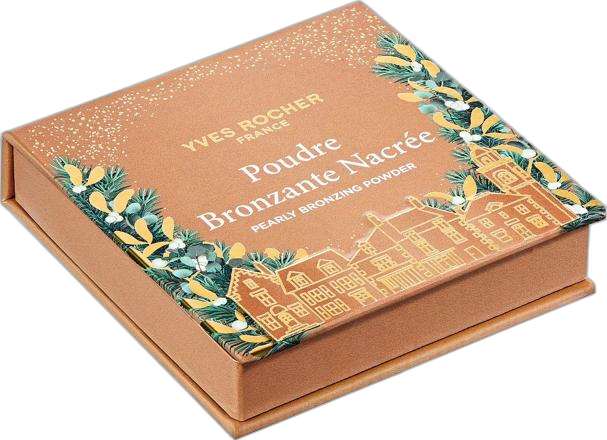 YVES ROCHER
FRANCE
Poudre
Bronzante Nacrée
PEARLY BRONZING POWDER